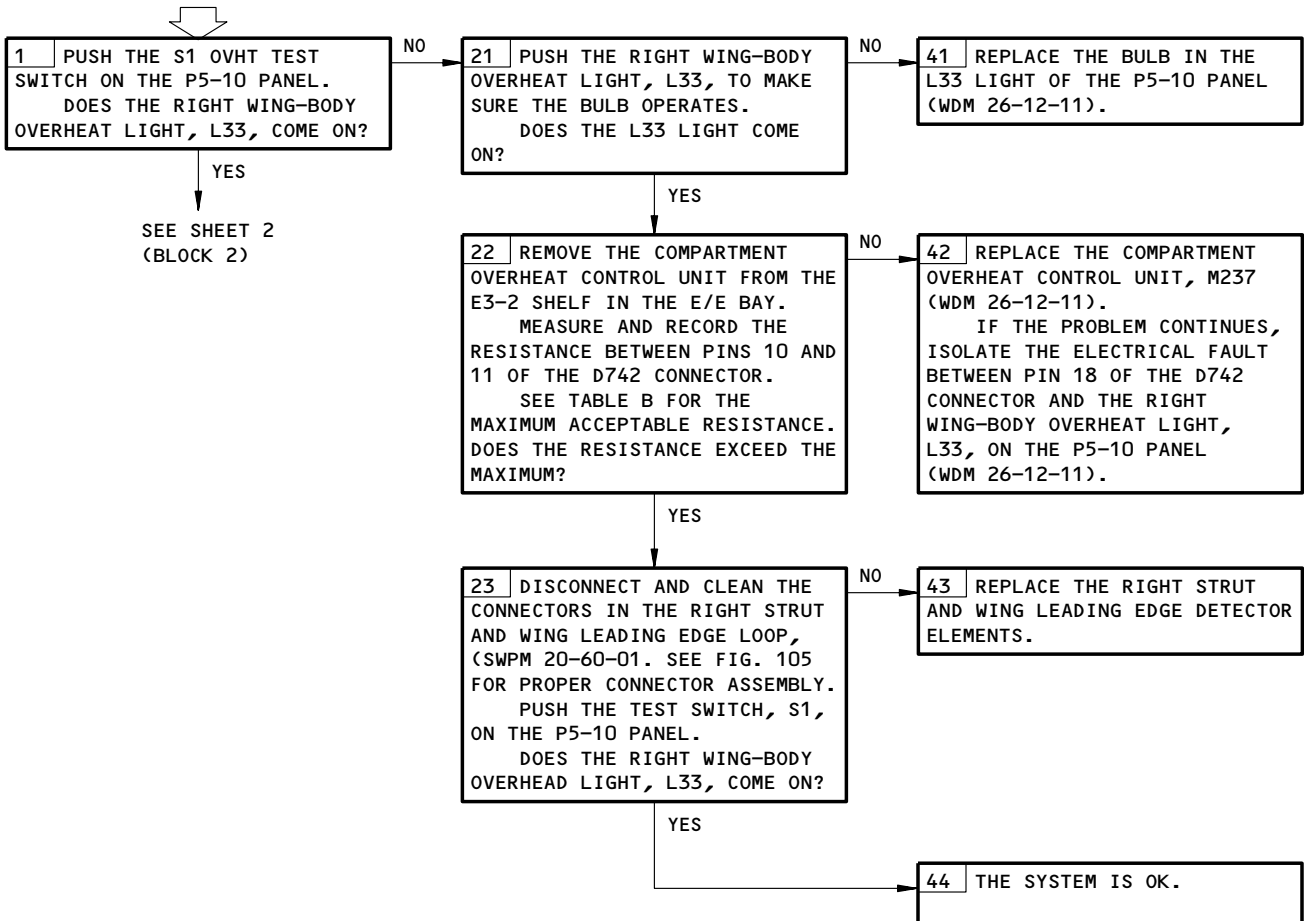 1 PUSH THE S1 OVHT TEST
SWITCH ON THE P5-10 PANEL.
DOES THE RIGHT WING-BODY
OVERHEAT LIGHT, L33, COME ON?
NO
YES
SEE SHEET 2
(BLOCK 2)
21 PUSH THE RIGHT WING-BODY
OVERHEAT LIGHT, L33, TO MAKE
SURE THE BULB OPERATES.
DOES THE L33 LIGHT COME
ON?
NO
YES
41 REPLACE THE BULB IN THE
L33 LIGHT OF THE P5-10 PANEL
(WDM 26-12-11).
22 REMOVE THE COMPARTMENT
OVERHEAT CONTROL UNIT FROM THE
E3-2 SHELF IN THE E/E BAY.
MEASURE AND RECORD THE
RESISTANCE BETWEEN PINS 10 AND
11 OF THE D742 CONNECTOR.
SEE TABLE B FOR THE
MAXIMUM ACCEPTABLE RESISTANCE.
DOES THE RESISTANCE EXCEED THE
MAXIMUM?
NO
YES
42 REPLACE THE COMPARTMENT
OVERHEAT CONTROL UNIT, M237
(WDM 26-12-11).
IF THE PROBLEM CONTINUES,
ISOLATE THE ELECTRICAL FAULT
BETWEEN PIN 18 OF THE D742
CONNECTOR AND THE RIGHT
WING-BODY OVERHEAT LIGHT,
L33, ON THE P5-10 PANEL
(WDM 26-12-11).
23 DISCONNECT AND CLEAN THE
CONNECTORS IN THE RIGHT STRUT
AND WING LEADING EDGE LOOP,
(SWPM 20-60-01. SEE FIG. 105
FOR PROPER CONNECTOR ASSEMBLY.
PUSH THE TEST SWITCH, S1,
ON THE P5-10 PANEL.
DOES THE RIGHT WING-BODY
OVERHEAD LIGHT, L33, COME ON?
NO
YES
43 REPLACE THE RIGHT STRUT
AND WING LEADING EDGE DETECTOR
ELEMENTS.
44 THE SYSTEM IS OK.